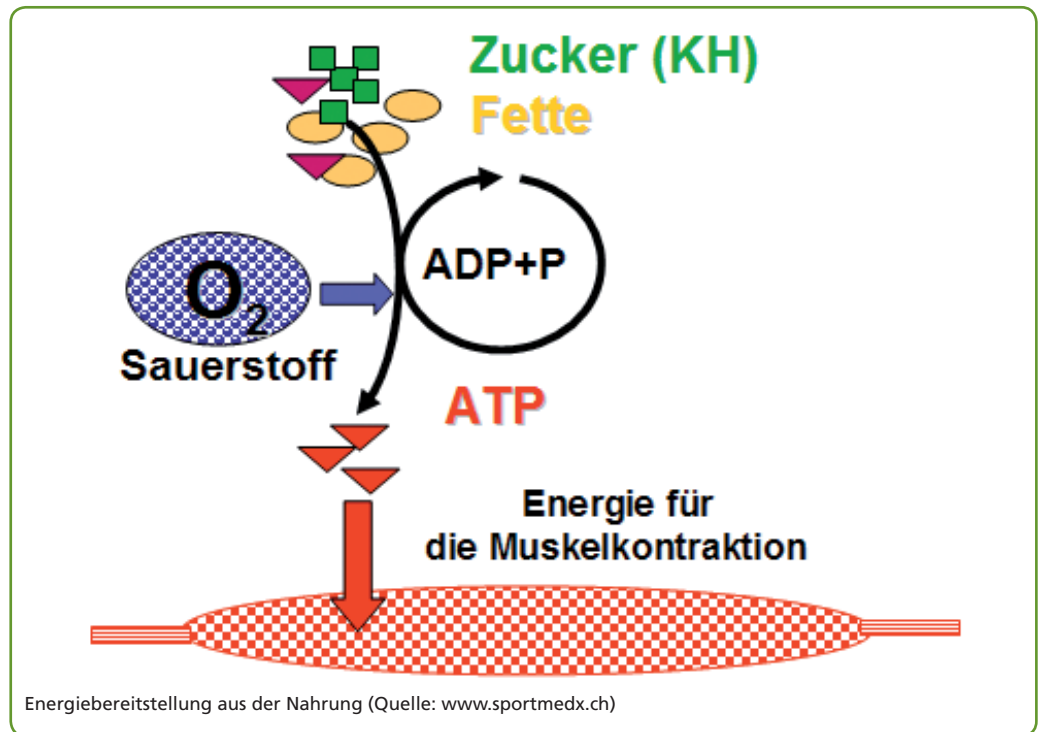 Zucker (KH)
Fette
ADP+P
O₂
Sauerstoff
ATP
Energie für
die Muskelkontraktion
Energiebereitstellung aus der Nahrung (Quelle: www.sportmedx.ch)